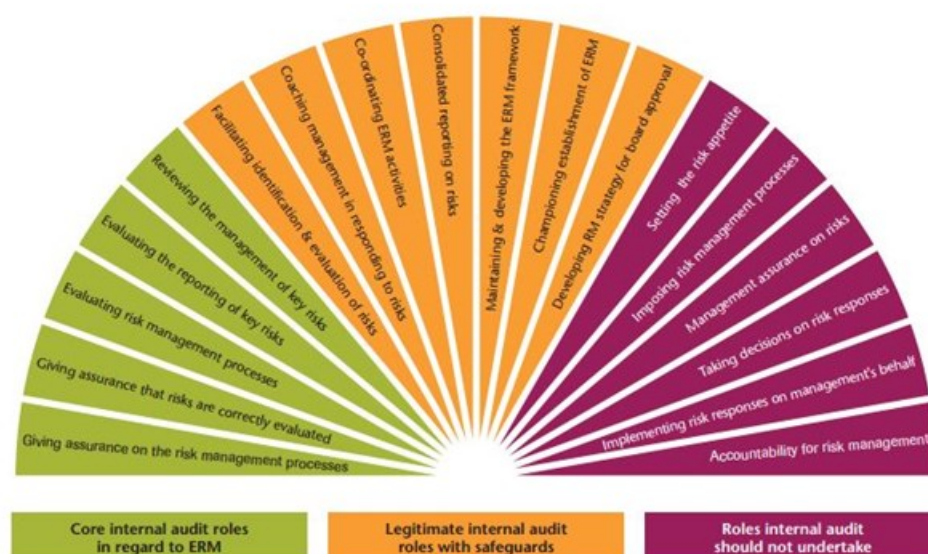 Giving assurance on the risk management processes
Giving assurance that risks are correctly evaluated
Evaluating risk management processes
Evaluating the reporting of key risks
Reviewing the management of key risks
Facilitating identification & evaluation of risks
Coaching management in responding to risks
Co-ordinating ERM activities
Consolidated reporting on risks
Maintaining & developing the ERM framework
Championing establishment of ERM
Developing RM strategy for board approval
Setting the risk appetite
Imposing risk management processes
Management assurance on risks
Taking decisions on risk responses
Implementing risk responses on management's behalf
Accountability for risk management
Core internal audit roles
in regard to ERM
Legitimate internal audit
roles with safeguards
Roles internal audit
should not undertake